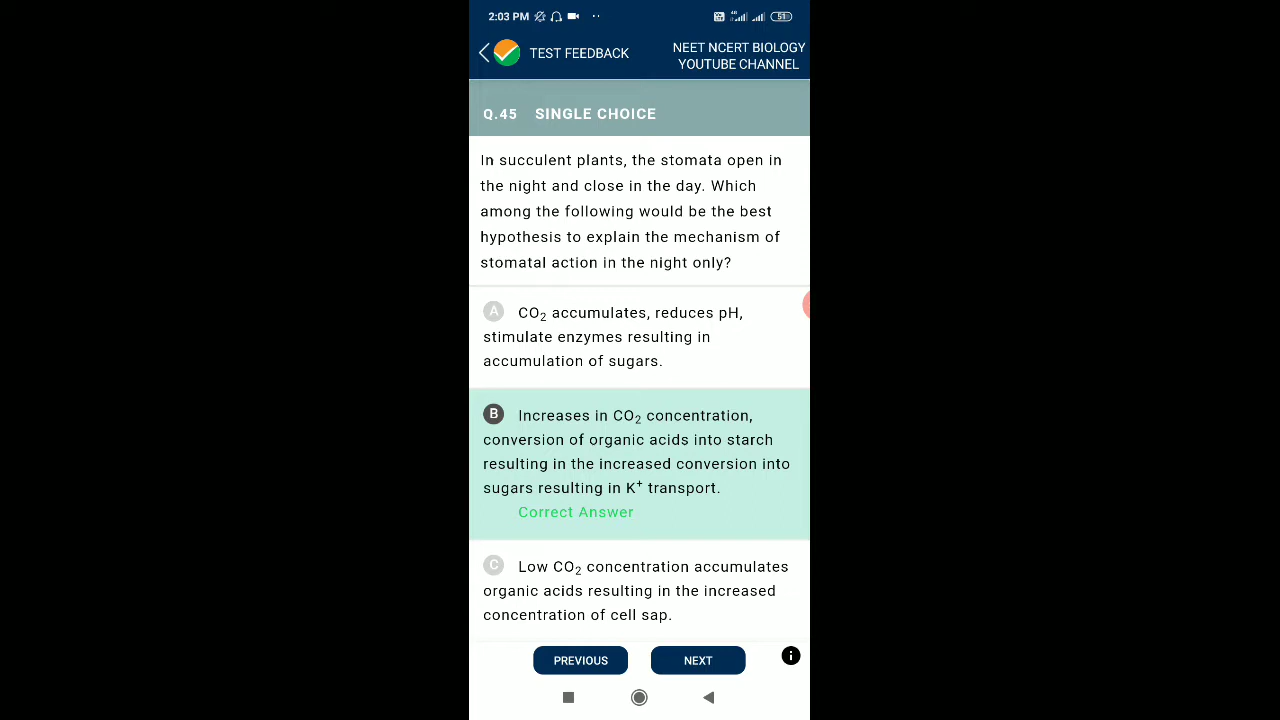 2:03 PM 4G 51
TEST FEEDBACK
NEET NCERT BIOLOGY
YOUTUBE CHANNEL
Q.45 SINGLE CHOICE
In succulent plants, the stomata open in
the night and close in the day. Which
among the following would be the best
hypothesis to explain the mechanism of
stomatal action in the night only?
A CO₂ accumulates, reduces pH,
stimulate enzymes resulting in
accumulation of sugars.
B Increases in CO₂ concentration,
conversion of organic acids into starch
resulting in the increased conversion into
sugars resulting in K⁺ transport.
Correct Answer
C Low CO₂ concentration accumulates
organic acids resulting in the increased
concentration of cell sap.
PREVIOUS NEXT